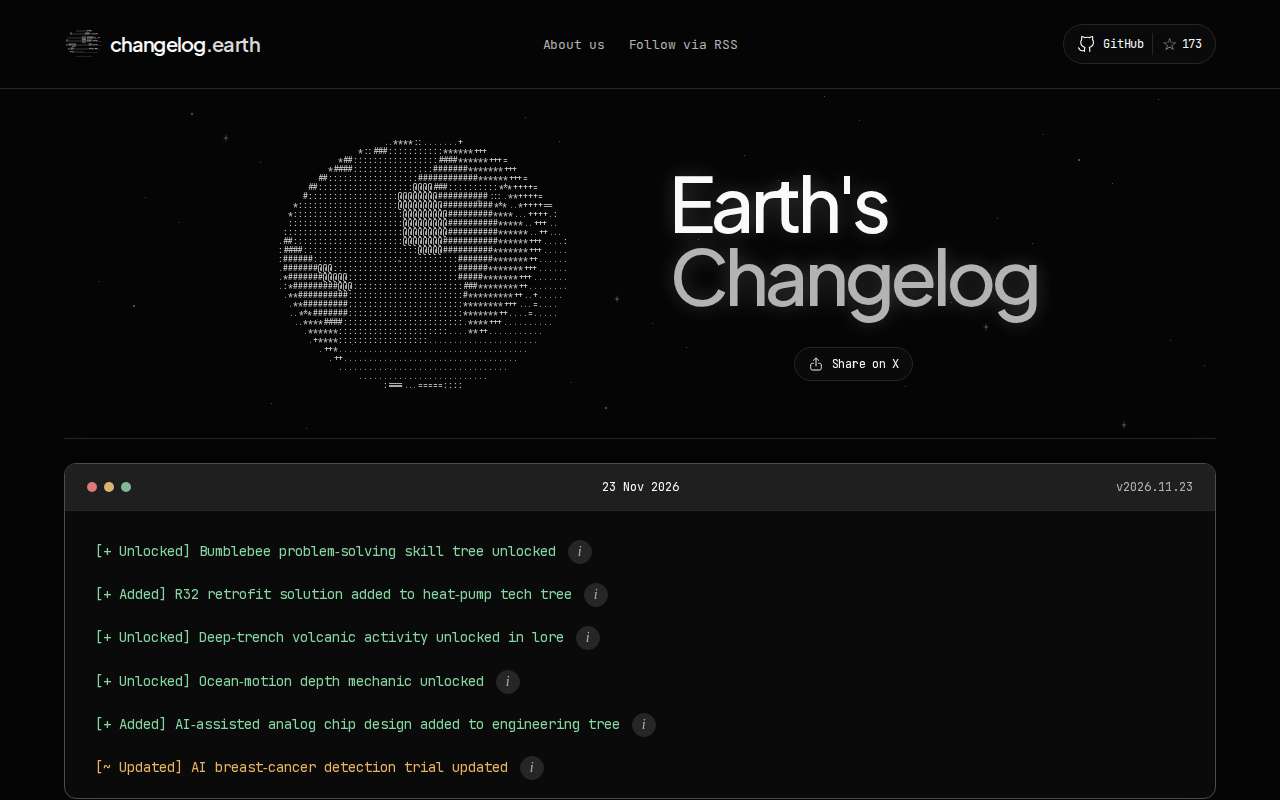 changelog.earth
About us
Follow via RSS
GitHub
173
Earth's
Changelog
Share on X
23 Nov 2026
v2026.11.23
[+ Unlocked] Bumblebee problem-solving skill tree unlocked i
[+ Added] R32 retrofit solution added to heat-pump tech tree i
[+ Unlocked] Deep-trench volcanic activity unlocked in lore i
[+ Unlocked] Ocean-motion depth mechanic unlocked i
[+ Added] AI-assisted analog chip design added to engineering tree i
[~ Updated] AI breast-cancer detection trial updated i